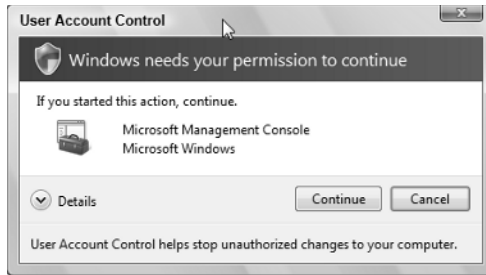 User Account Control
Windows needs your permission to continue
If you started this action, continue.
Microsoft Management Console
Microsoft Windows
Details
Continue
Cancel
User Account Control helps stop unauthorized changes to your computer.